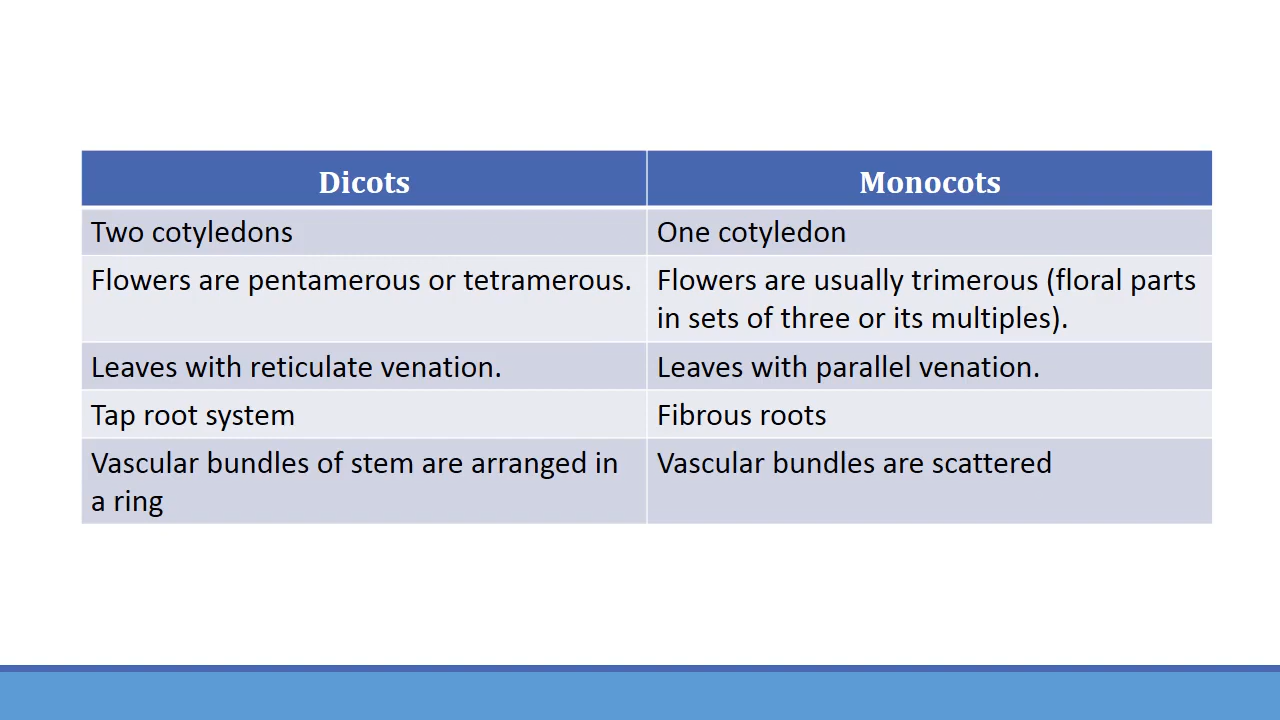 Dicots
Monocots
Two cotyledons
One cotyledon
Flowers are pentamerous or tetramerous.
Flowers are usually trimerous (floral parts
in sets of three or its multiples).
Leaves with reticulate venation.
Leaves with parallel venation.
Tap root system
Fibrous roots
Vascular bundles of stem are arranged in
a ring
Vascular bundles are scattered